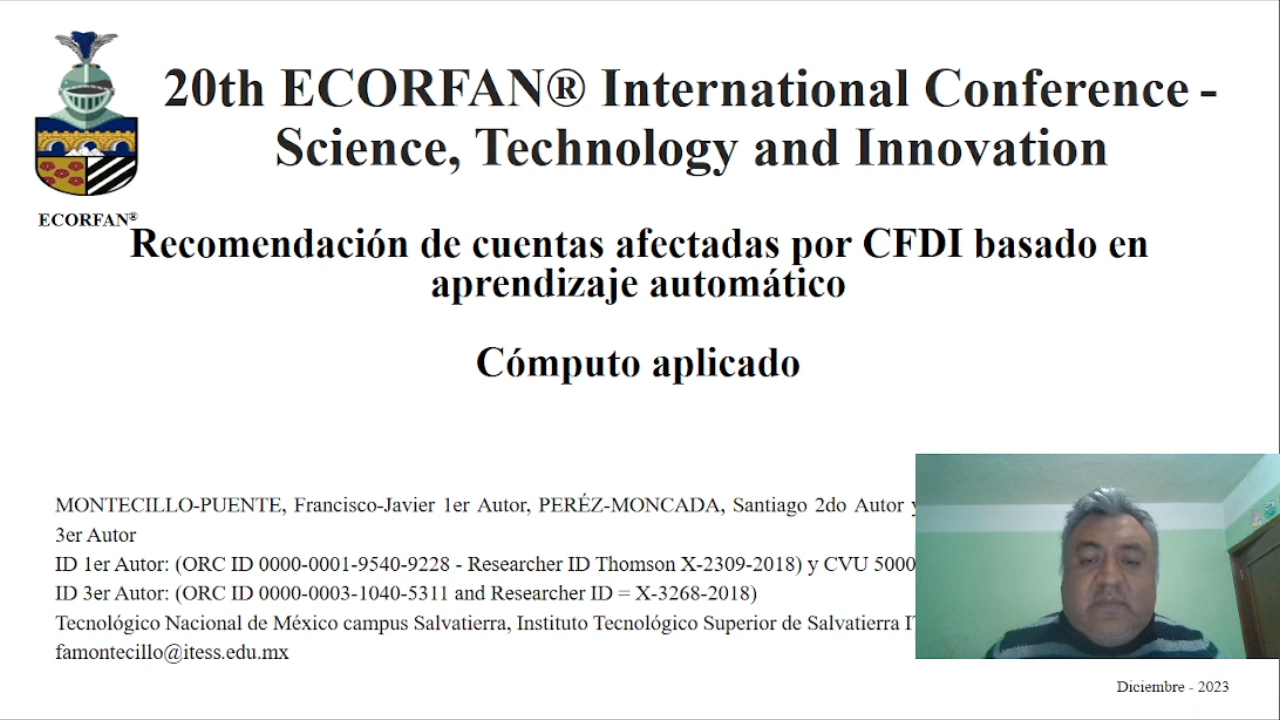 20th ECORFAN® International Conference -
Science, Technology and Innovation
ECORFAN®
Recomendación de cuentas afectadas por CFDI basado en
aprendizaje automático
Cómputo aplicado
MONTECILLO-PUENTE, Francisco-Javier 1er Autor, PERÉZ-MONCADA, Santiago 2do Autor y
3er Autor
ID 1er Autor: (ORC ID 0000-0001-9540-9228 - Researcher ID Thomson X-2309-2018) y CVU 5000
ID 3er Autor: (ORC ID 0000-0003-1040-5311 and Researcher ID = X-3268-2018)
Tecnológico Nacional de México campus Salvatierra, Instituto Tecnológico Superior de Salvatierra
famontecillo@itess.edu.mx
Diciembre - 2023